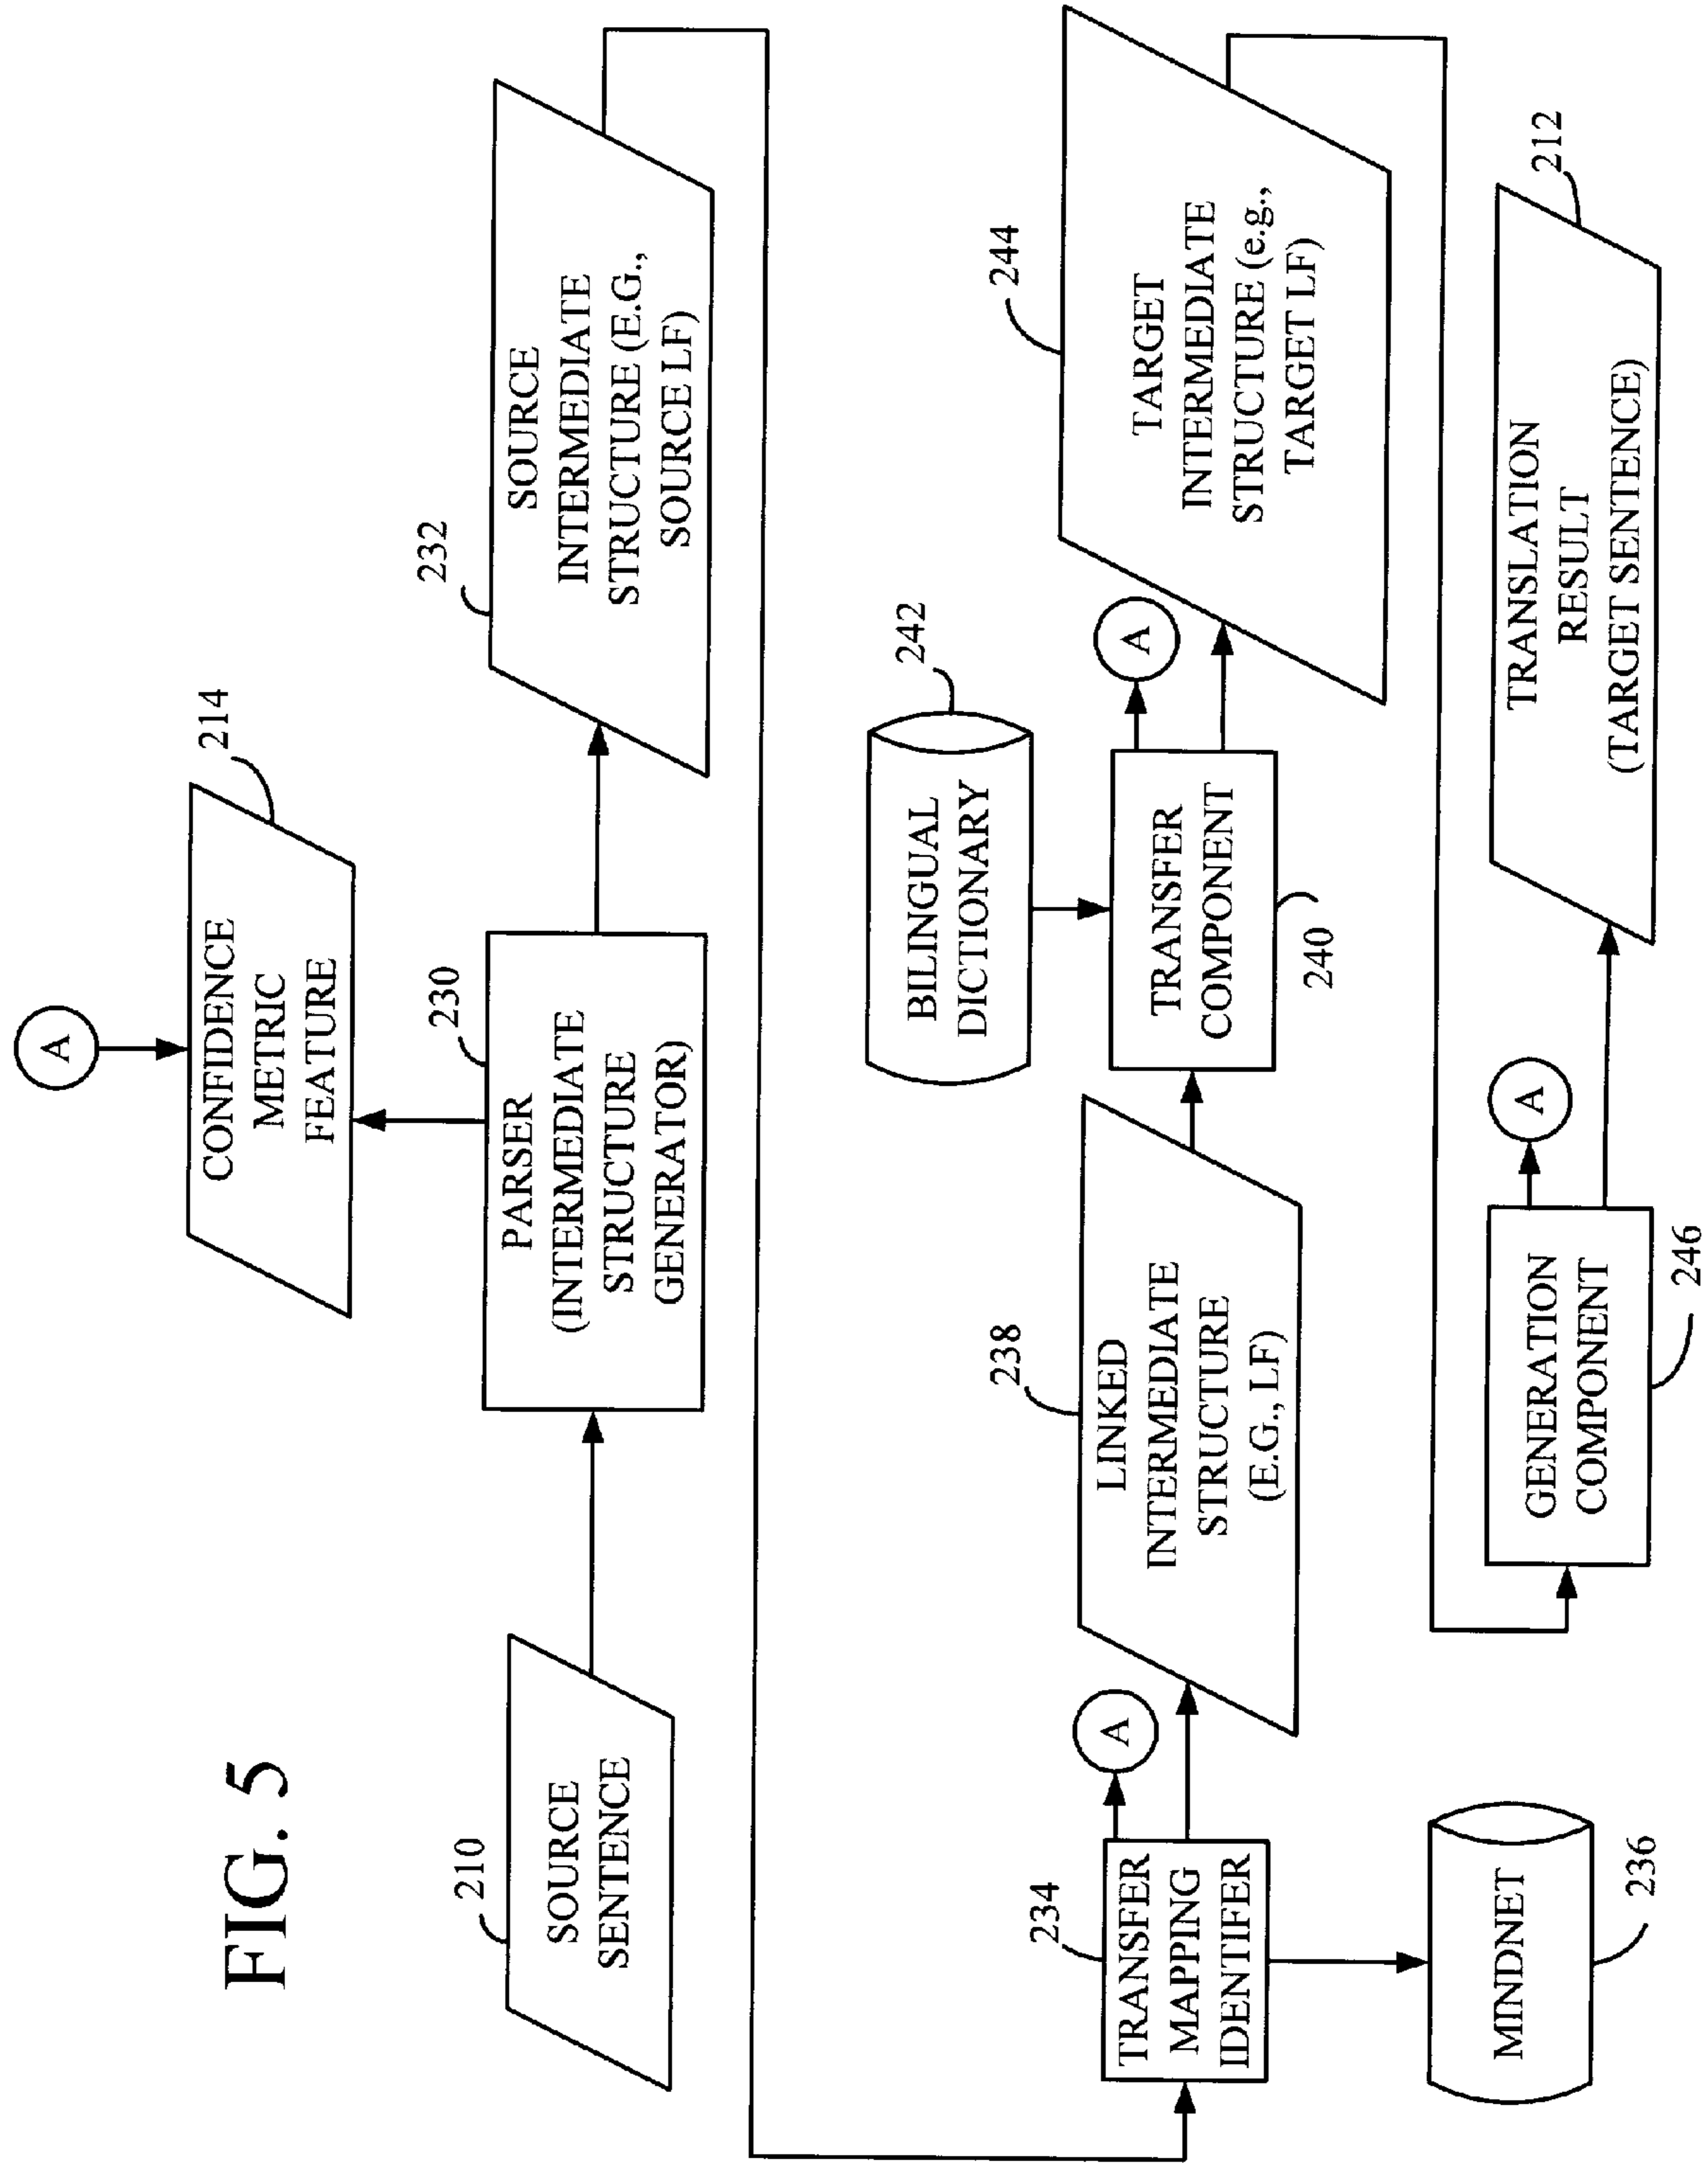 FIG. 5
A
214
CONFIDENCE
METRIC
FEATURE
210
SOURCE
SENTENCE
230
PARSER
(INTERMEDIATE
STRUCTURE
GENERATOR)
232
SOURCE
INTERMEDIATE
STRUCTURE (E.G.,
SOURCE LF)
234
TRANSFER
MAPPING
IDENTIFER
A
MINDNET
236
238
LINKED
INTERMEDIATE
STRUCTURE
(E.G., LF)
242
BILINGUAL
DICTIONARY
TRANSFER
COMPONENT
240
A
244
TARGET
INTERMEDIATE
STRUCTURE (e.g.,
TARGET LF)
GENERATION
COMPONENT
246
A
212
TRANSLATION
RESULT
(TARGET SENTENCE)